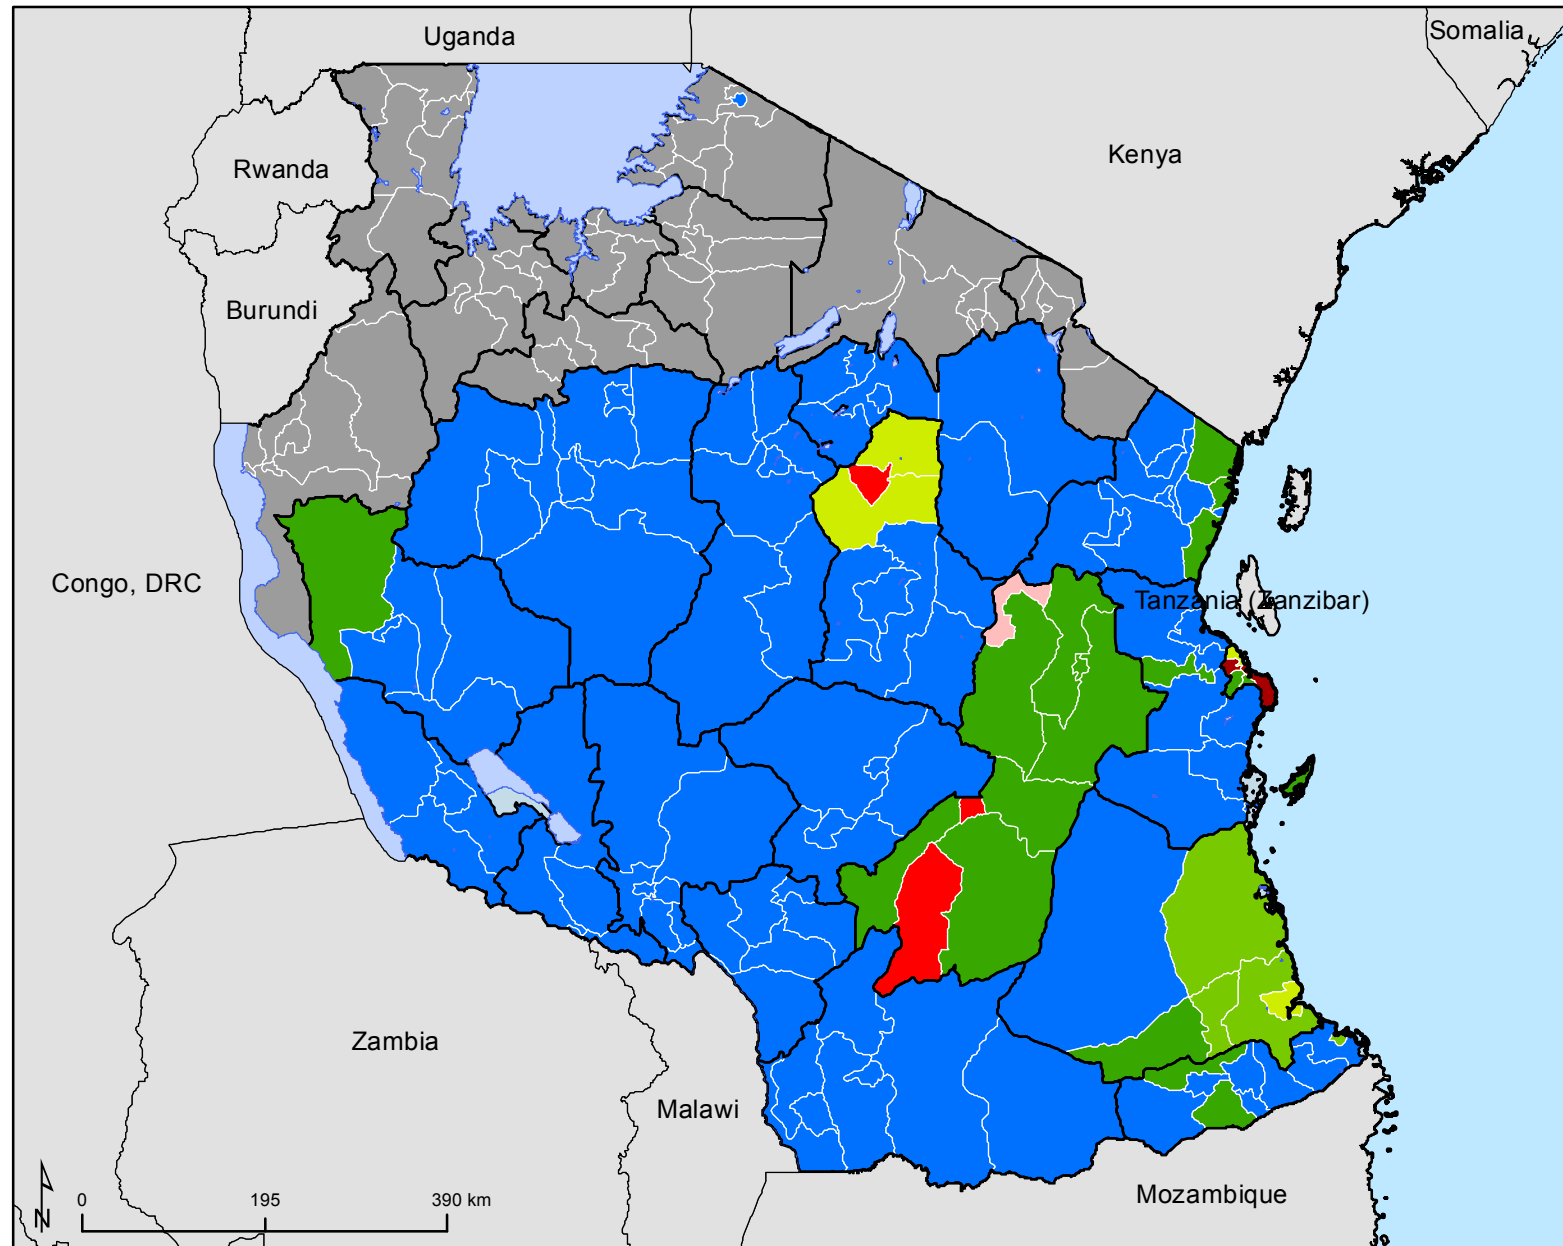 Uganda
Somalia
Kenya
Rwanda
Burundi
Congo, DRC
Tanzania (Zanzibar)
Zambia
Malawi
Mozambique
N
0 195 390 km